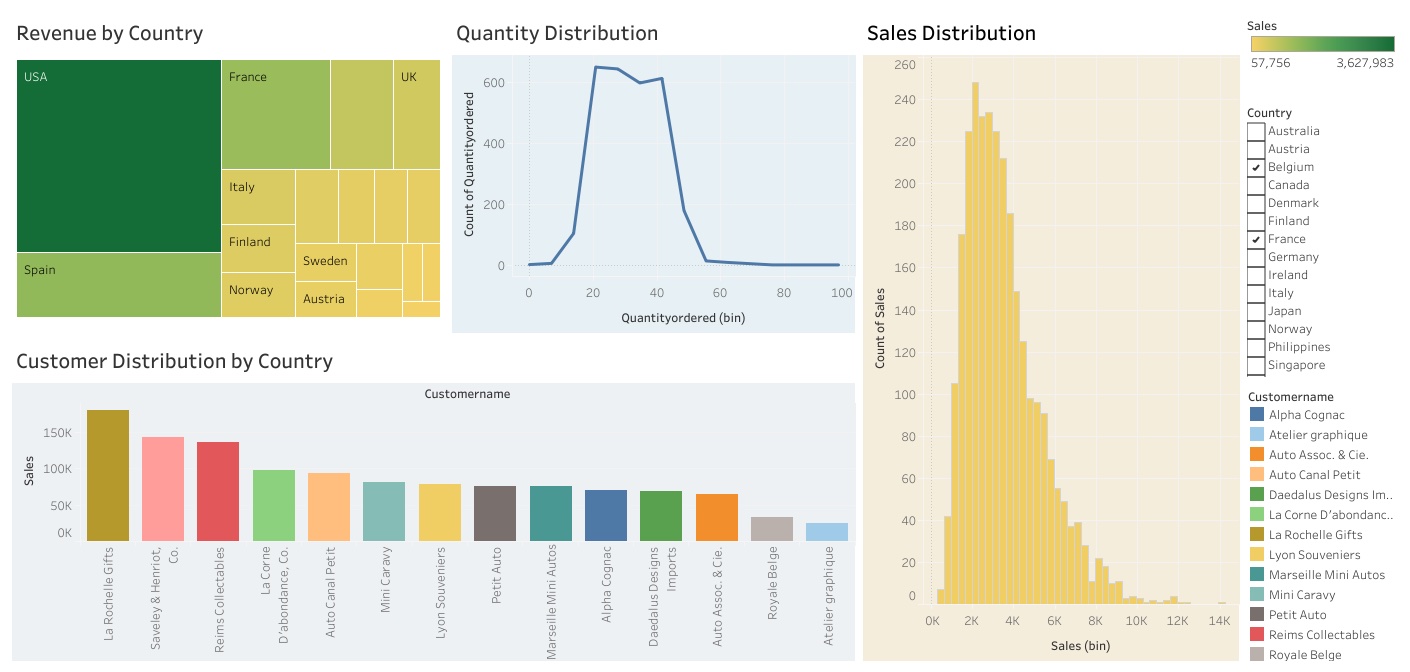 Revenue by Country
USA
Spain
France
UK
Italy
Finland
Norway
Sweden
Austria
Quantity Distribution
Count of Quantityordered
600
400
200
0
0
20
40
60
80
100
Quantityordered (bin)
Customer Distribution by Country
Customername
Sales
150K
100K
50K
0K
La Rochelle Gifts
Saveley & Henriot,
Co.
Reims Collectables
La Corne
D'abondance, Co.
Auto Canal Petit
Mini Caravy
Lyon Souveniers
Petit Auto
Marseille Mini Autos
Alpha Cognac
Daedalus Designs
Imports
Auto Assoc. & Cie.
Royale Belge
Atelier graphique
Sales Distribution
Count of Sales
260
240
220
200
180
160
140
120
100
80
60
40
20
0
0K
2K
4K
6K
8K
10K
12K
14K
Sales (bin)
Sales
57,756
3,627,983
Country
Australia
Austria
Belgium
Canada
Denmark
Finland
France
Germany
Ireland
Italy
Japan
Norway
Philippines
Singapore
Customername
Alpha Cognac
Atelier graphique
Auto Assoc. & Cie.
Auto Canal Petit
Daedalus Designs Im..
La Corne D'abondanc..
La Rochelle Gifts
Lyon Souveniers
Marseille Mini Autos
Mini Caravy
Petit Auto
Reims Collectables
Royale Belge